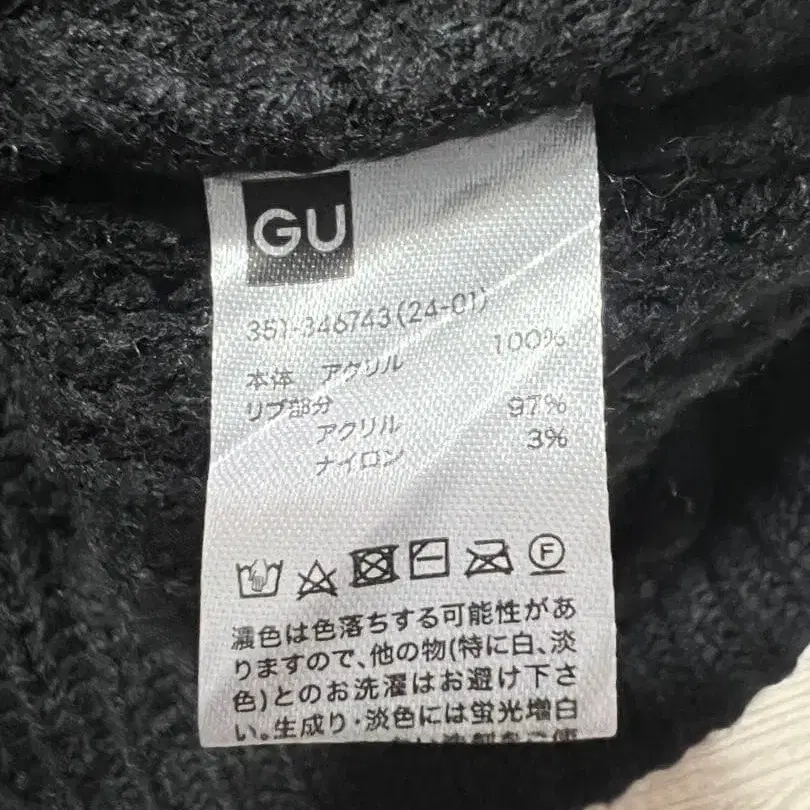 GU
351-346743(24-01)
本体 アクリル 100%
リブ部分
アクリル 97%
ナイロン 3%
F
濃色は色落ちする可能性があ
りますので、他の物(特に白、淡
色)とのお洗濯はお避け下さ
い。生成り・淡色には蛍光増白